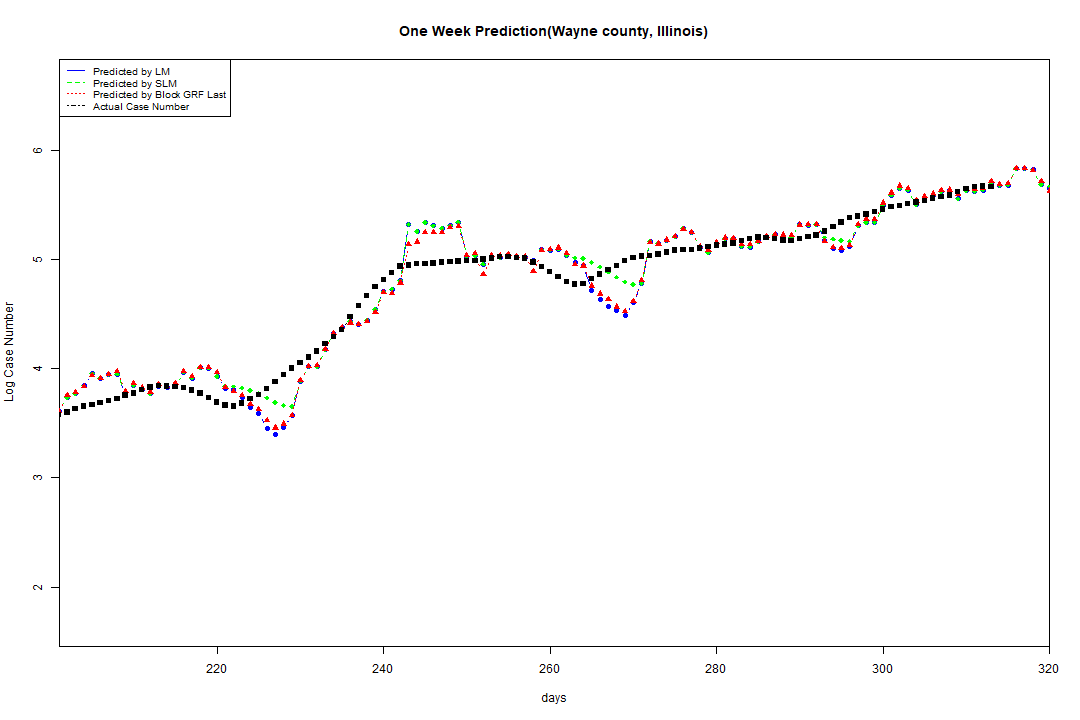 One Week Prediction(Wayne county, Illinois)
Predicted by LM
Predicted by SLM
Predicted by Block GRF Last
Actual Case Number
6
5
4
3
2
Log Case Number
220 240 260 280 300 320
days